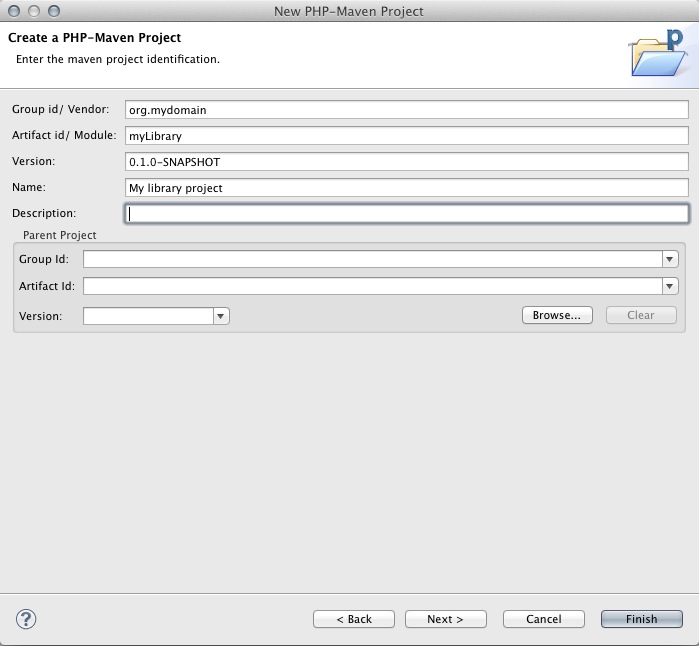 New PHP-Maven Project
Create a PHP-Maven Project
Enter the maven project identification.
p
Group id/ Vendor: org.mydomain
Artifact id/ Module: myLibrary
Version: 0.1.0-SNAPSHOT
Name: My library project
Description:
Parent Project
Group Id:
Artifact Id:
Version: Browse... Clear
? < Back Next > Cancel Finish